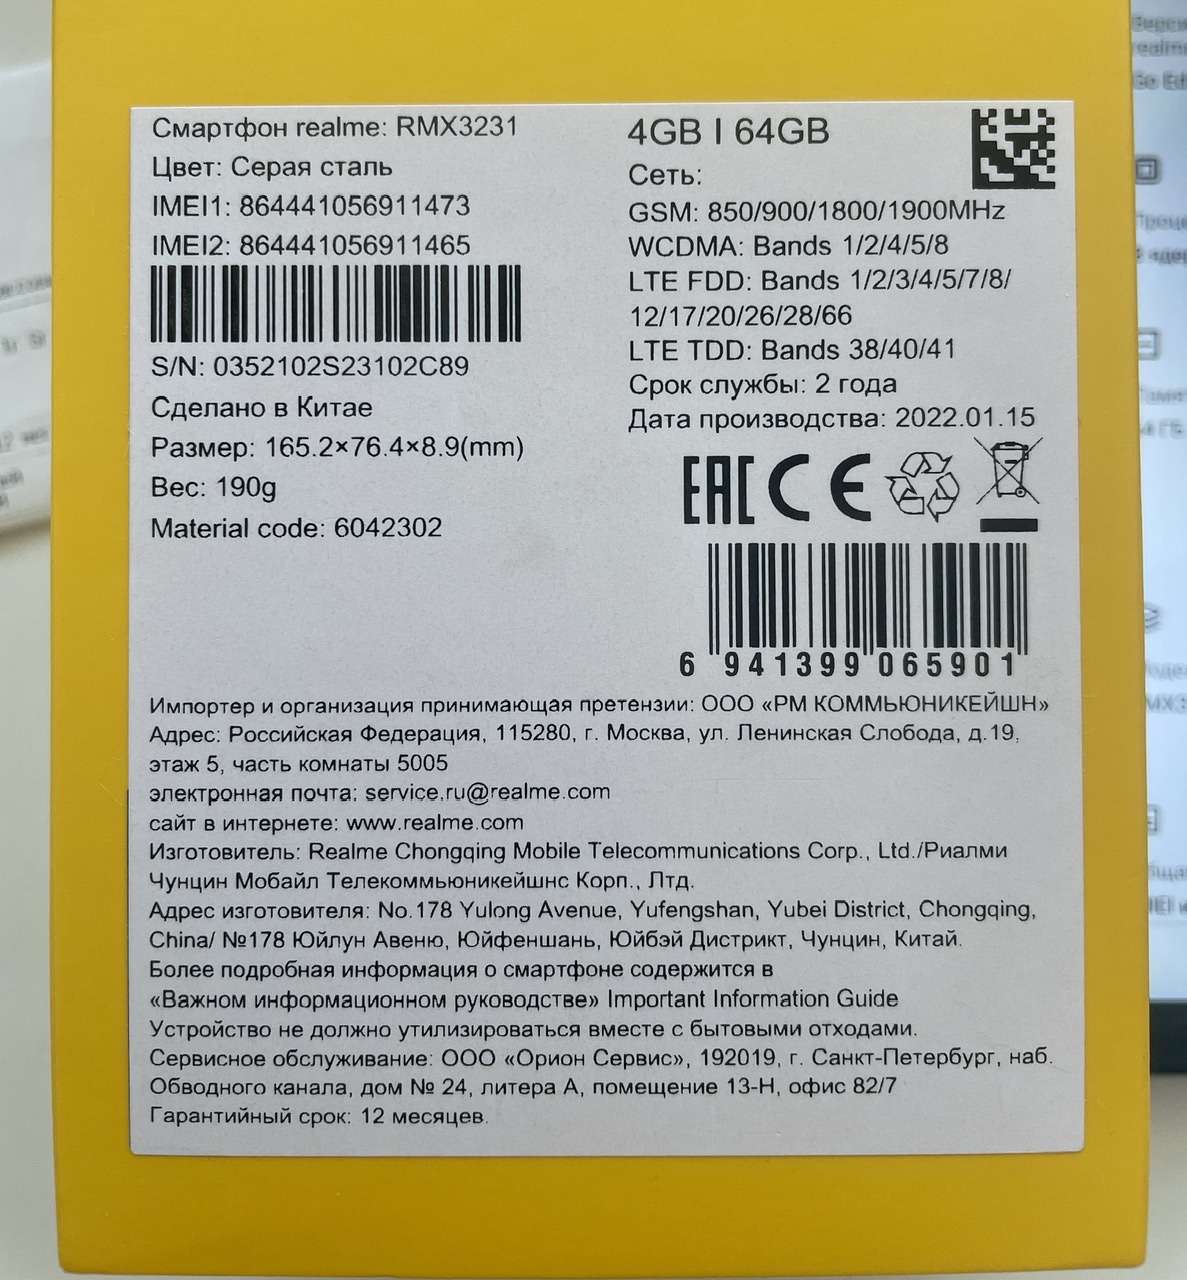 Смартфон realme: RMX3231
Цвет: Серая сталь
IMEI1: 864441056911473
IMEI2: 864441056911465
S/N: 0352102S23102C89
Сделано в Китае
Размер: 165.2×76.4×8.9(mm)
Вес: 190g
Material code: 6042302
4GB I 64GB
Сеть:
GSM: 850/900/1800/1900MHz
WCDMA: Bands 1/2/4/5/8
LTE FDD: Bands 1/2/3/4/5/7/8/
12/17/20/26/28/66
LTE TDD: Bands 38/40/41
Срок службы: 2 года
Дата производства: 2022.01.15
EAC CE
6 941399 065901
Импортер и организация принимающая претензии: ООО «РМ КОММЬЮНИКЕЙШН»
Адрес: Российская Федерация, 115280, г. Москва, ул. Ленинская Слобода, д.19,
этаж 5, часть комнаты 5005
электронная почта: service.ru@realme.com
сайт в интернете: www.realme.com
Изготовитель: Realme Chongqing Mobile Telecommunications Corp., Ltd./Риалми
Чунцин Мобайл Телекоммьюникейшнс Корп., Лтд.
Адрес изготовителя: No.178 Yulong Avenue, Yufengshan, Yubei District, Chongqing,
China/ №178 Юйлун Авеню, Юйфеншань, Юйбэй Дистрикт, Чунцин, Китай.
Более подробная информация о смартфоне содержится в
«Важном информационном руководстве» Important Information Guide
Устройство не должно утилизироваться вместе с бытовыми отходами.
Сервисное обслуживание: ООО «Орион Сервис», 192019, г. Санкт-Петербург, наб.
Обводного канала, дом № 24, литера А, помещение 13-Н, офис 82/7
Гарантийный срок: 12 месяцев.